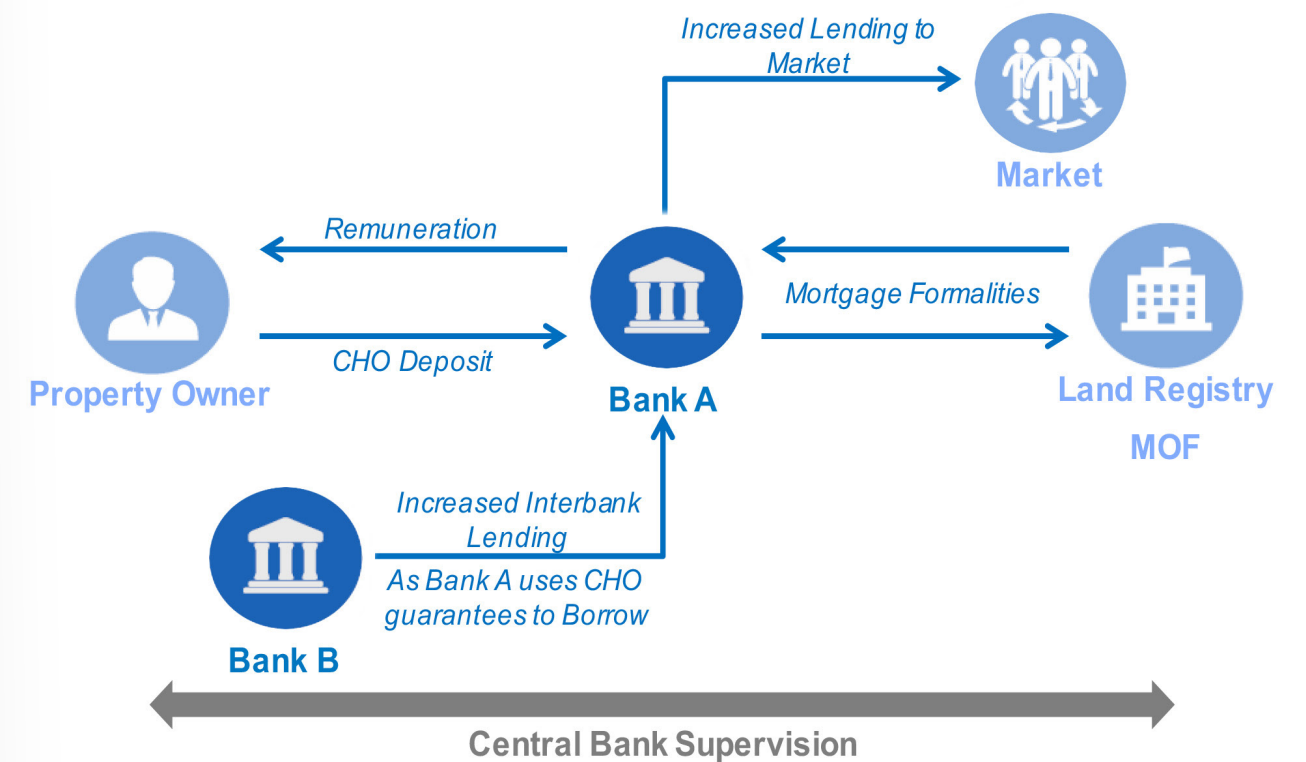 Increased Lending to
Market
Market
Remuneration
Mortgage Formalities
CHO Deposit
Property Owner
Bank A
Land Registry
MOF
Increased Interbank
Lending
As Bank A uses CHO
guarantees to Borrow
Bank B
Central Bank Supervision